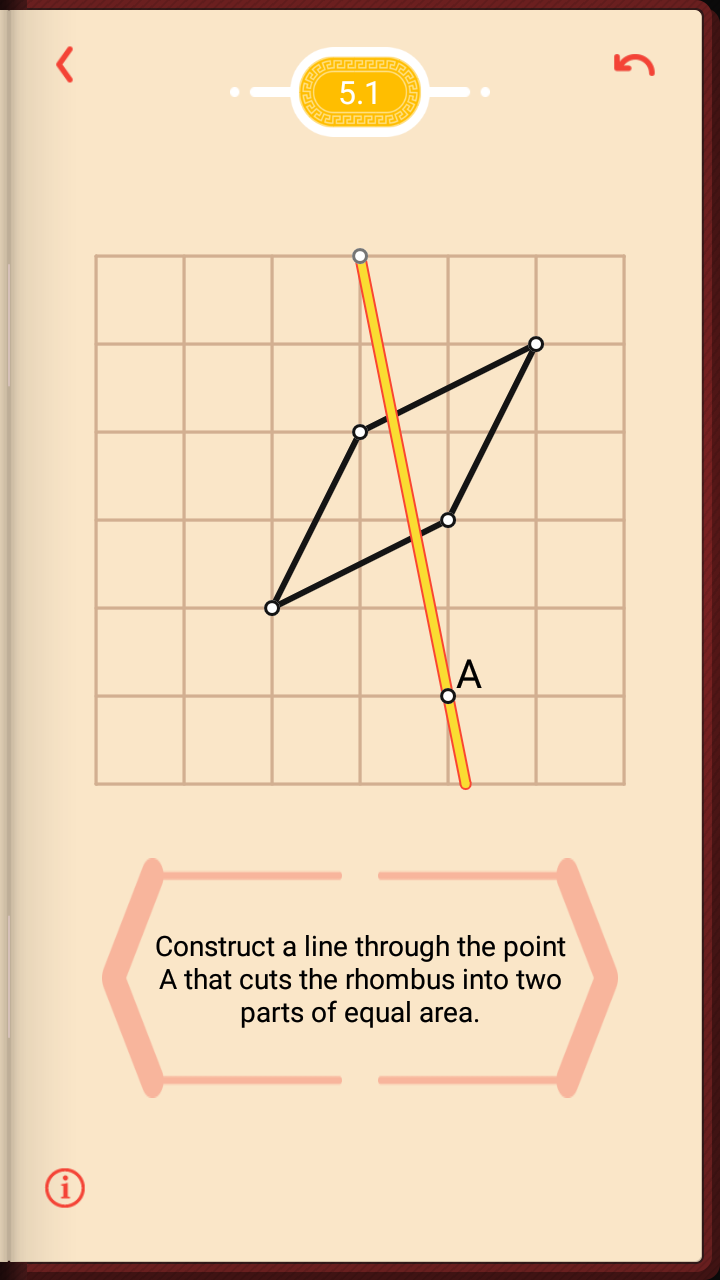 5.1
A
Construct a line through the point
A that cuts the rhombus into two
parts of equal area.
i